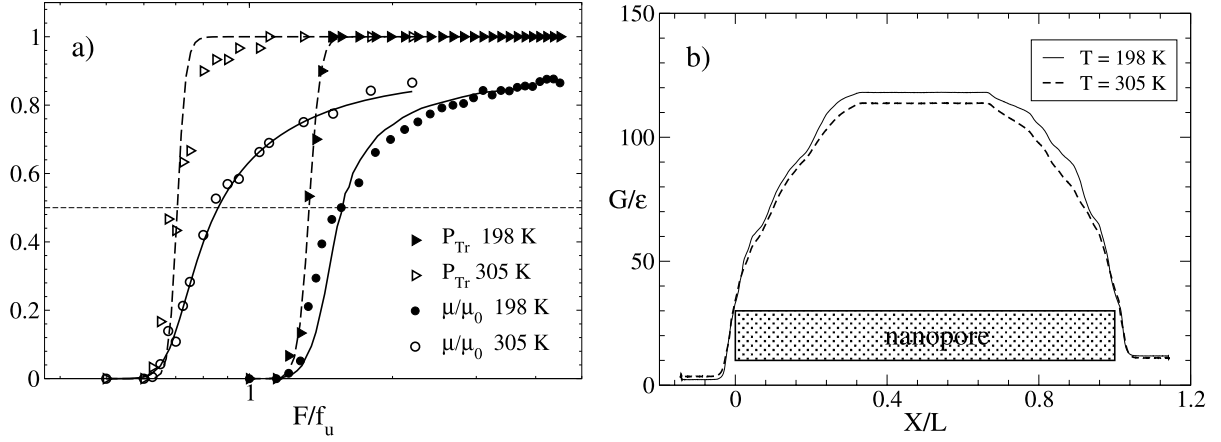 a)
1
0.8
0.6
0.4
0.2
0
1
F/f_u
P_Tr 198 K
P_Tr 305 K
μ/μ_0 198 K
μ/μ_0 305 K
b)
150
100
50
0
G/ε
T = 198 K
T = 305 K
nanopore
0 0.4 0.8 1.2
X/L